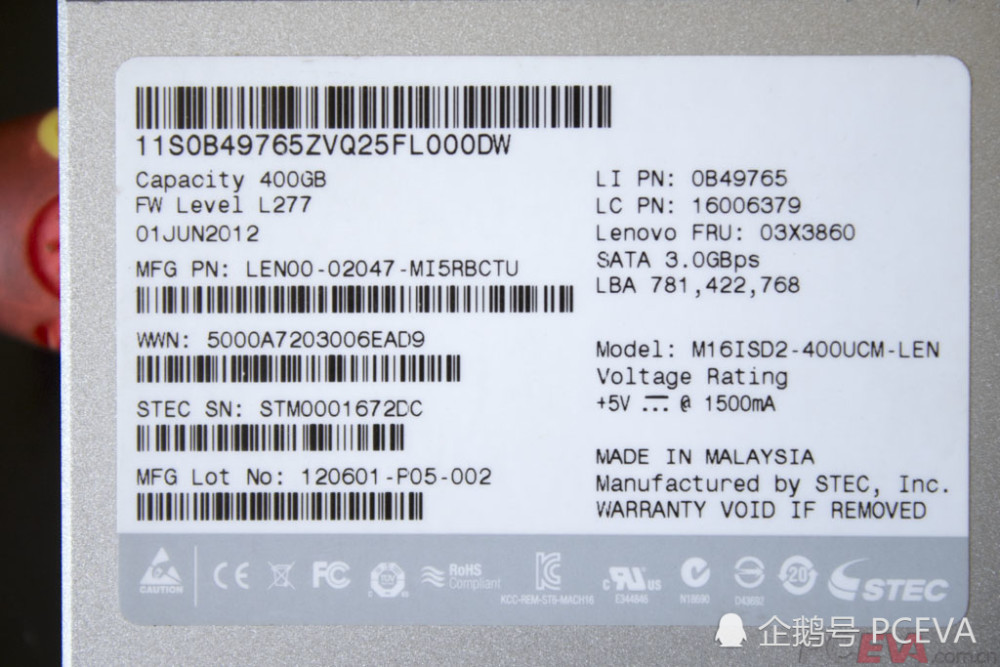 11S0B49765ZVQ25FL000DW
Capacity 400GB
FW Level L277
01JUN2012
MFG PN: LEN00-02047-MI5RBCTU
WWN: 5000A7203006EAD9
STEC SN: STM0001672DC
MFG Lot No: 120601-P05-002
LI PN: 0B49765
LC PN: 16006379
Lenovo FRU: 03X3860
SATA 3.0GBps
LBA 781,422,768
Model: M16ISD2-400UCM-LEN
Voltage Rating
+5V ⎓ @ 1500mA
MADE IN MALAYSIA
Manufactured by STEC, Inc.
WARRANTY VOID IF REMOVED
CAUTION
CE
FC
RoHS
Compliant
KCC-REM-ST6-MACH16
c RU US
E344846
N18690
D43692
20
STEC
企鹅号 PCEVA